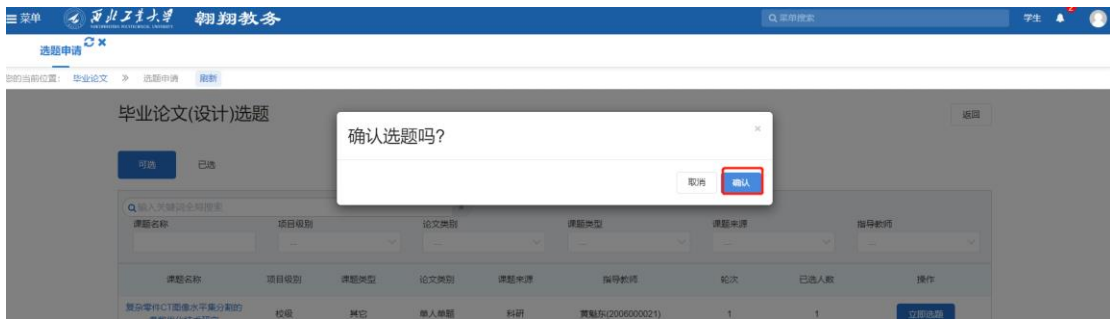 菜单 西北工业大学 翱翔教务 菜单搜索 学生 2
NORTHWESTERN POLYTECHNICAL UNIVERSITY
选题申请
您的当前位置： 毕业论文 » 选题申请 刷新
毕业论文(设计)选题 返回
确认选题吗?
可选 已选
取消 确认
输入关键词全局搜索
课题名称 项目级别 论文类别 课题类型 课题来源 指导教师
... ... ... ... ...
课题名称 项目级别 课题类型 论文类别 课题来源 指导教师 轮次 已选人数 操作
复杂零件CT图像水平集分割的
校级 其它 单人单题 科研 (2006000021) 1 1 立即选题